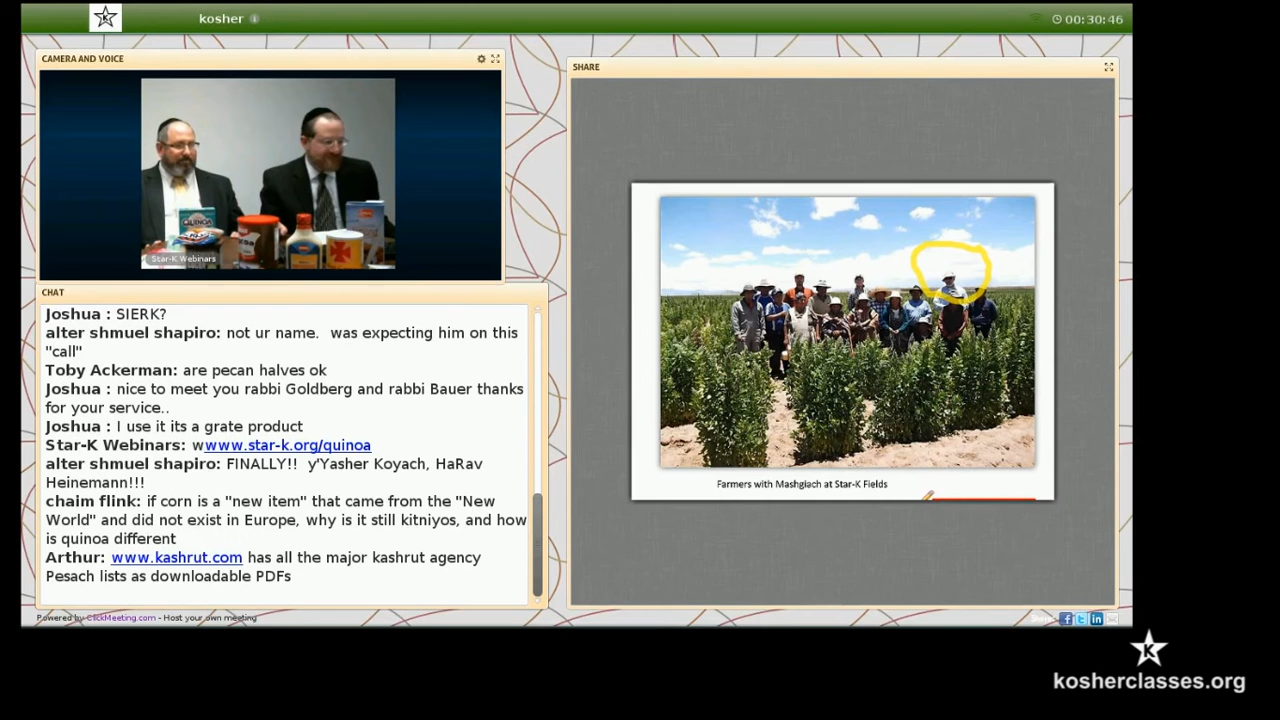 kosher
00:30:46
CAMERA AND VOICE
QUINOA
Star-K Webinars
CHAT
Joshua : SIERK?
alter shmuel shapiro: not ur name. was expecting him on this
"call"
Toby Ackerman: are pecan halves ok
Joshua : nice to meet you rabbi Goldberg and rabbi Bauer thanks
for your service..
Joshua : I use it its a grate product
Star-K Webinars: wwww.star-k.org/quinoa
alter shmuel shapiro: FINALLY!! y'Yasher Koyach, HaRav
Heinemann!!!
chaim flink: if corn is a "new item" that came from the "New
World" and did not exist in Europe, why is it still kitniyos, and how
is quinoa different
Arthur: www.kashrut.com has all the major kashrut agency
Pesach lists as downloadable PDFs
Powered by ClickMeeting.com - Host your own meeting
SHARE
Farmers with Mashgiach at Star-K Fields
K
kosherclasses.org